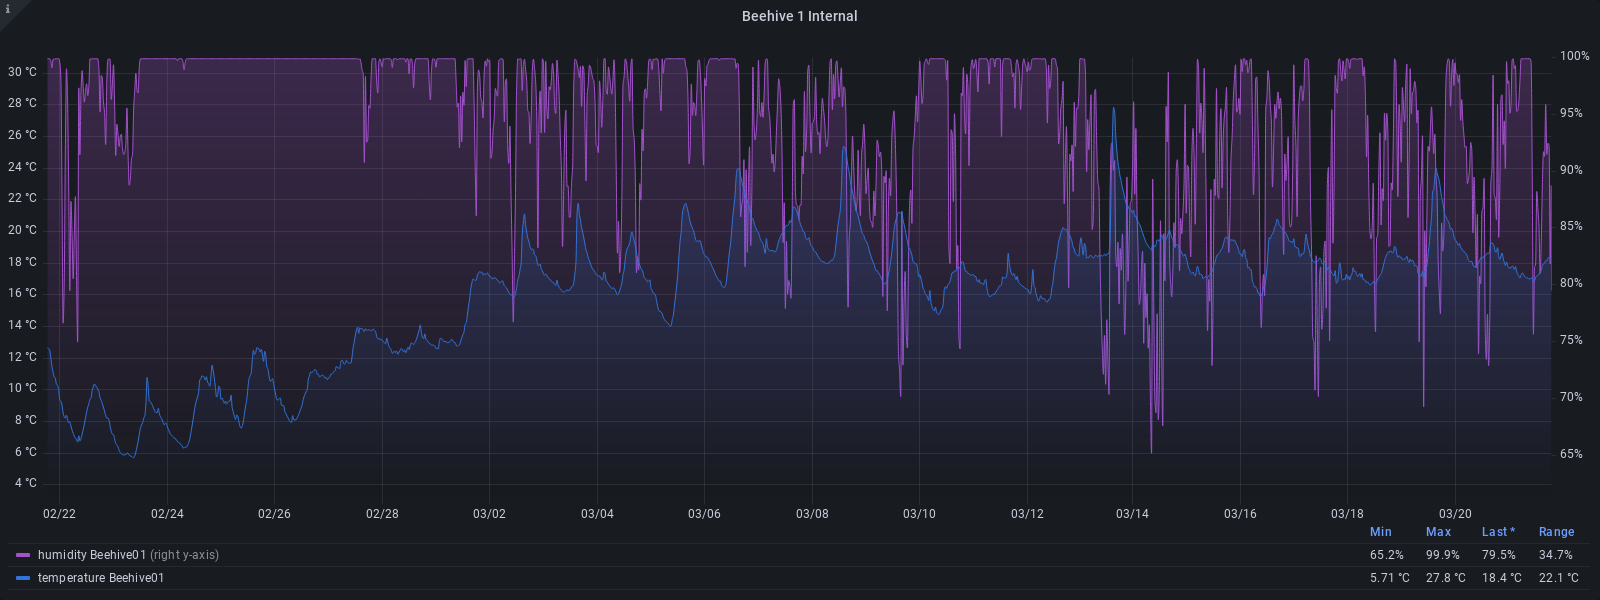 i
Beehive 1 Internal
30 °C
28 °C
26 °C
24 °C
22 °C
20 °C
18 °C
16 °C
14 °C
12 °C
10 °C
8 °C
6 °C
4 °C
100%
95%
90%
85%
80%
75%
70%
65%
02/22 02/24 02/26 02/28 03/02 03/04 03/06 03/08 03/10 03/12 03/14 03/16 03/18 03/20
Min Max Last * Range
humidity Beehive01 (right y-axis) 65.2% 99.9% 79.5% 34.7%
temperature Beehive01 5.71 °C 27.8 °C 18.4 °C 22.1 °C